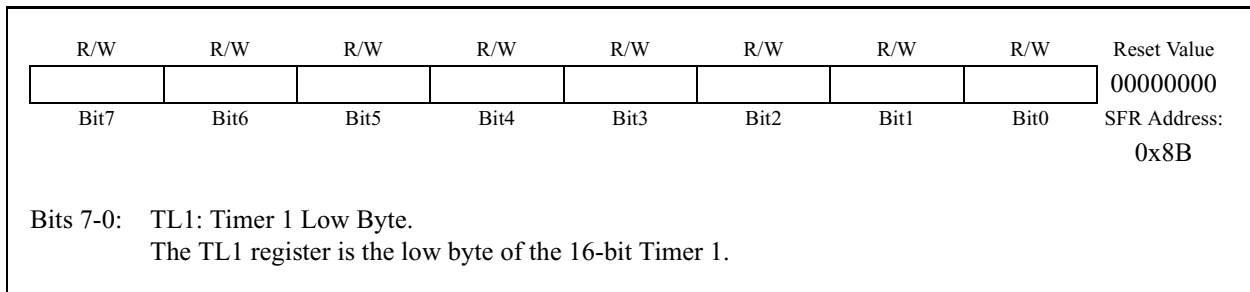 R/W R/W R/W R/W R/W R/W R/W R/W Reset Value
00000000
Bit7 Bit6 Bit5 Bit4 Bit3 Bit2 Bit1 Bit0 SFR Address:
0x8B
Bits 7-0: TL1: Timer 1 Low Byte.
The TL1 register is the low byte of the 16-bit Timer 1.